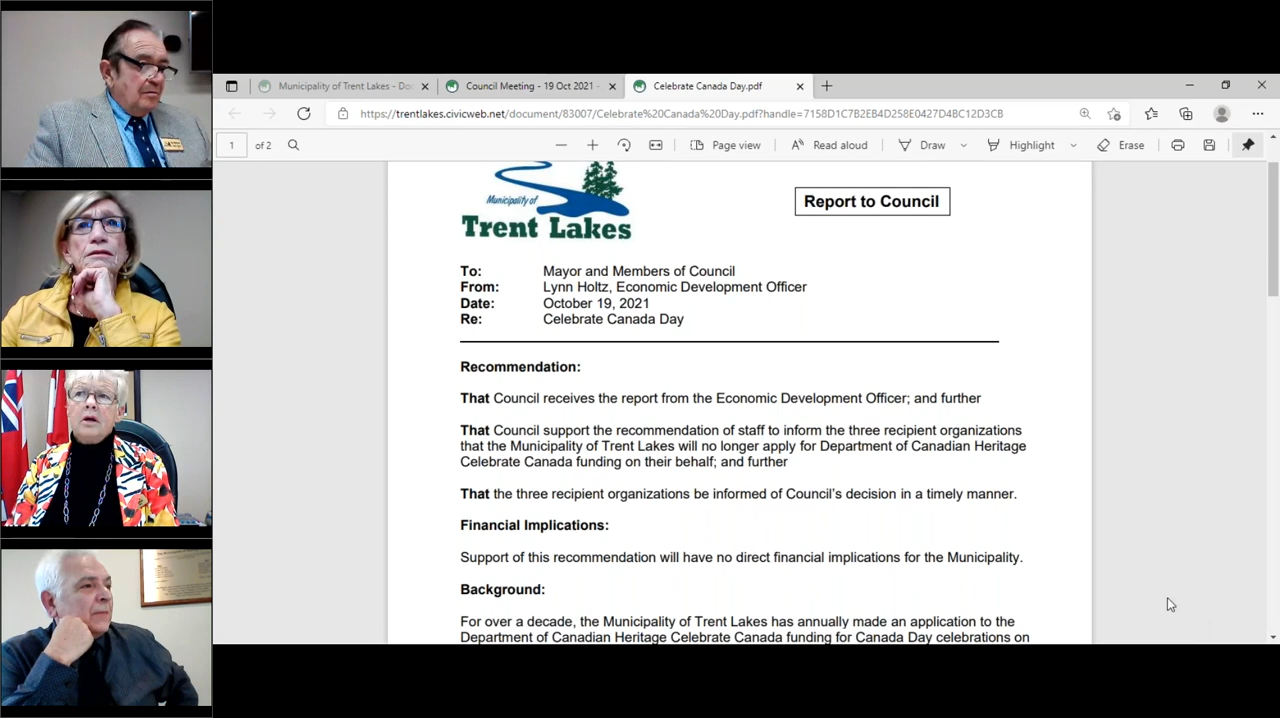 Municipality of Trent Lakes - Doc
Council Meeting - 19 Oct 2021 -
Celebrate Canada Day.pdf
https://trentlakes.civicweb.net/document/83007/Celebrate%20Canada%20Day.pdf?handle=7158D1C7B2EB4D258E0427D4BC12D3CB
1 of 2
Page view
Read aloud
Draw
Highlight
Erase
Municipality of
Trent Lakes
Report to Council
To: Mayor and Members of Council
From: Lynn Holtz, Economic Development Officer
Date: October 19, 2021
Re: Celebrate Canada Day
Recommendation:
That Council receives the report from the Economic Development Officer; and further
That Council support the recommendation of staff to inform the three recipient organizations
that the Municipality of Trent Lakes will no longer apply for Department of Canadian Heritage
Celebrate Canada funding on their behalf; and further
That the three recipient organizations be informed of Council's decision in a timely manner.
Financial Implications:
Support of this recommendation will have no direct financial implications for the Municipality.
Background:
For over a decade, the Municipality of Trent Lakes has annually made an application to the
Department of Canadian Heritage Celebrate Canada funding for Canada Day celebrations on